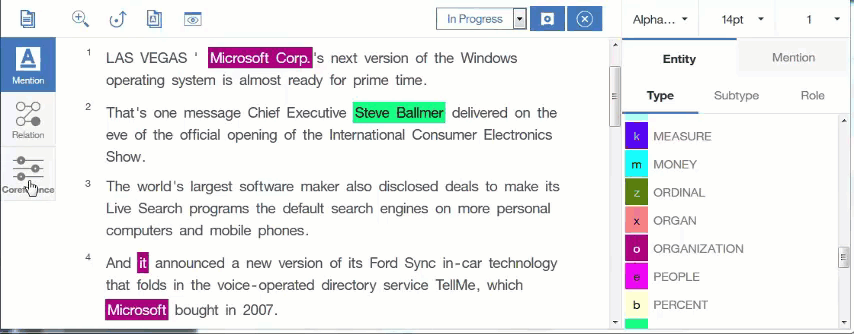 In Progress
Alpha... 14pt 1
A
Mention
Relation
Coreference
1 LAS VEGAS ' Microsoft Corp.'s next version of the Windows
operating system is almost ready for prime time.
2 That's one message Chief Executive Steve Ballmer delivered on the
eve of the official opening of the International Consumer Electronics
Show.
3 The world's largest software maker also disclosed deals to make its
Live Search programs the default search engines on more personal
computers and mobile phones.
4 And it announced a new version of its Ford Sync in-car technology
that folds in the voice-operated directory service TellMe, which
Microsoft bought in 2007.
Entity Mention
Type Subtype Role
k MEASURE
m MONEY
z ORDINAL
x ORGAN
o ORGANIZATION
e PEOPLE
b PERCENT